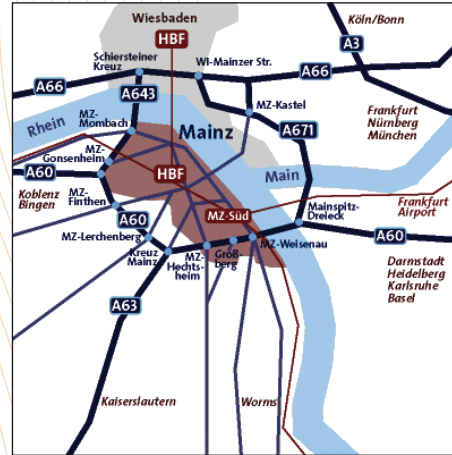 Wiesbaden
Köln/Bonn
HBF
A3
Schiersteiner
Kreuz
WI-Mainzer Str.
A66
A66
A643
MZ-Kastel
Rhein
MZ-
Mombach
Mainz
A671
Frankfurt
Nürnberg
München
MZ-
Gonsenheim
A60
HBF
Main
Koblenz
Bingen
MZ-
Finthen
MZ-Süd
Mainspitz-
Dreieck
Frankfurt
Airport
A60
A60
MZ-Lerchenberg
Kreuz
Mainz
MZ-
Hechts-
heim
Groß-
berg
MZ-Weisenau
Darmstadt
Heidelberg
Karlsruhe
Basel
A63
Kaiserslautern
Worms